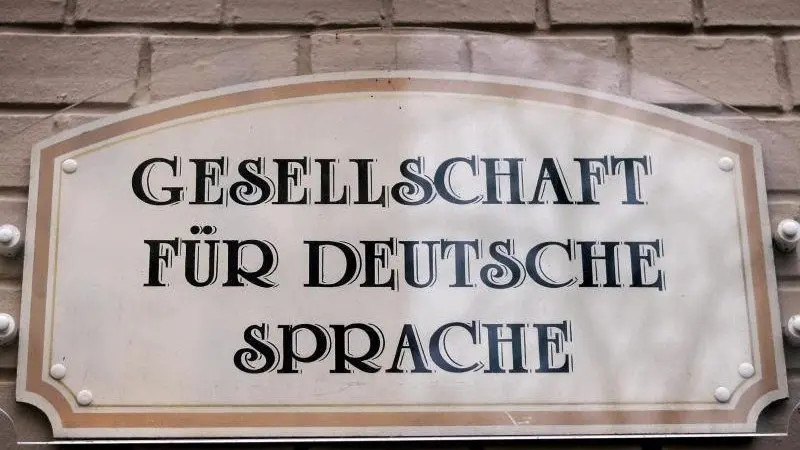 GESELLSCHAFT
FÜR DEUTSCHE
SPRACHE